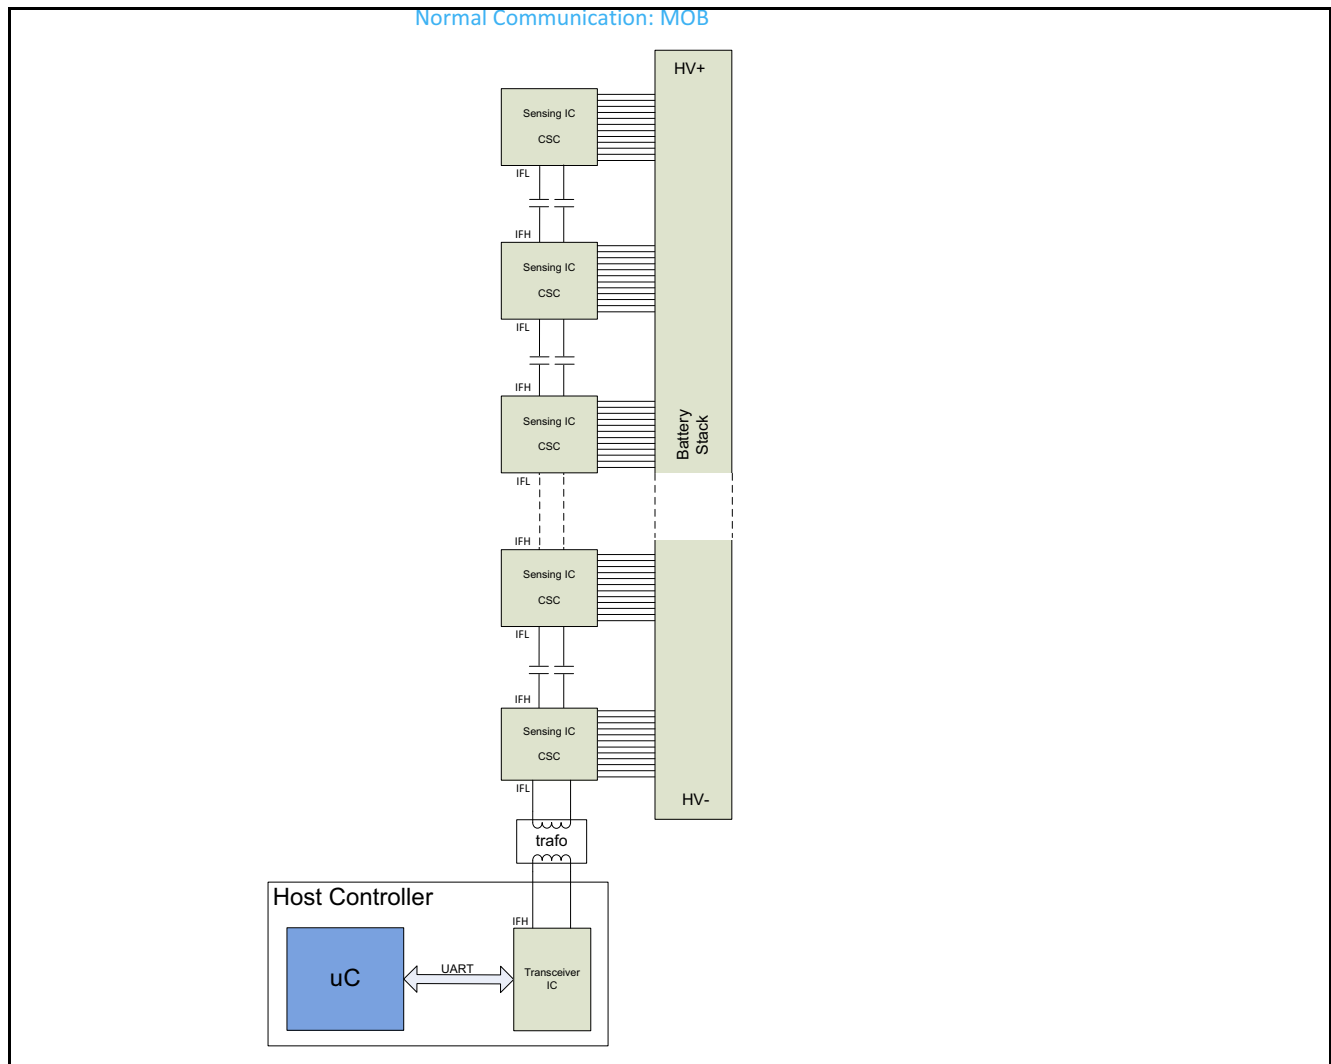 Normal Communication: MOB
HV+
Sensing IC
CSC
IFL
IFH
Sensing IC
CSC
IFL
IFH
Sensing IC
CSC
Battery
Stack
IFL
IFH
Sensing IC
CSC
IFL
IFH
Sensing IC
CSC
IFL
HV-
trafo
Host Controller
IFH
uC
UART
Transceiver
IC